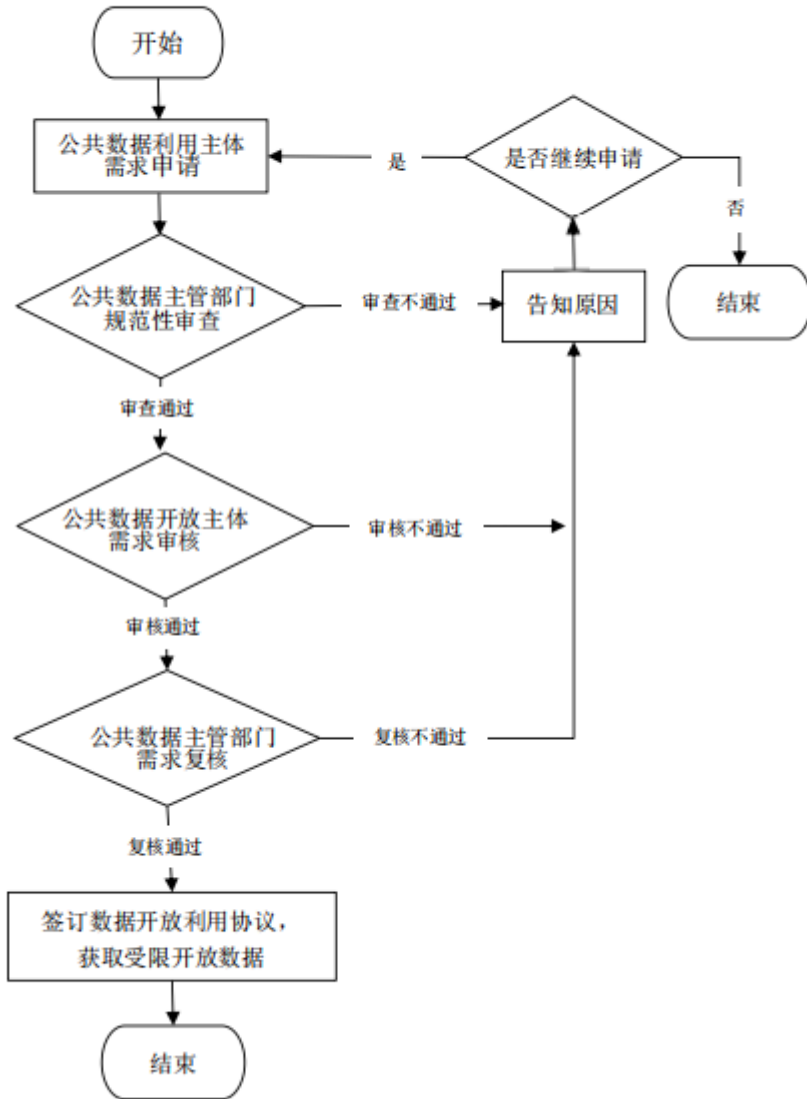 开始
公共数据利用主体
需求申请
是
是否继续申请
否
公共数据主管部门
规范性审查
审查不通过
告知原因
结束
审查通过
公共数据开放主体
需求审核
审核不通过
审核通过
公共数据主管部门
需求复核
复核不通过
复核通过
签订数据开放利用协议，
获取受限开放数据
结束